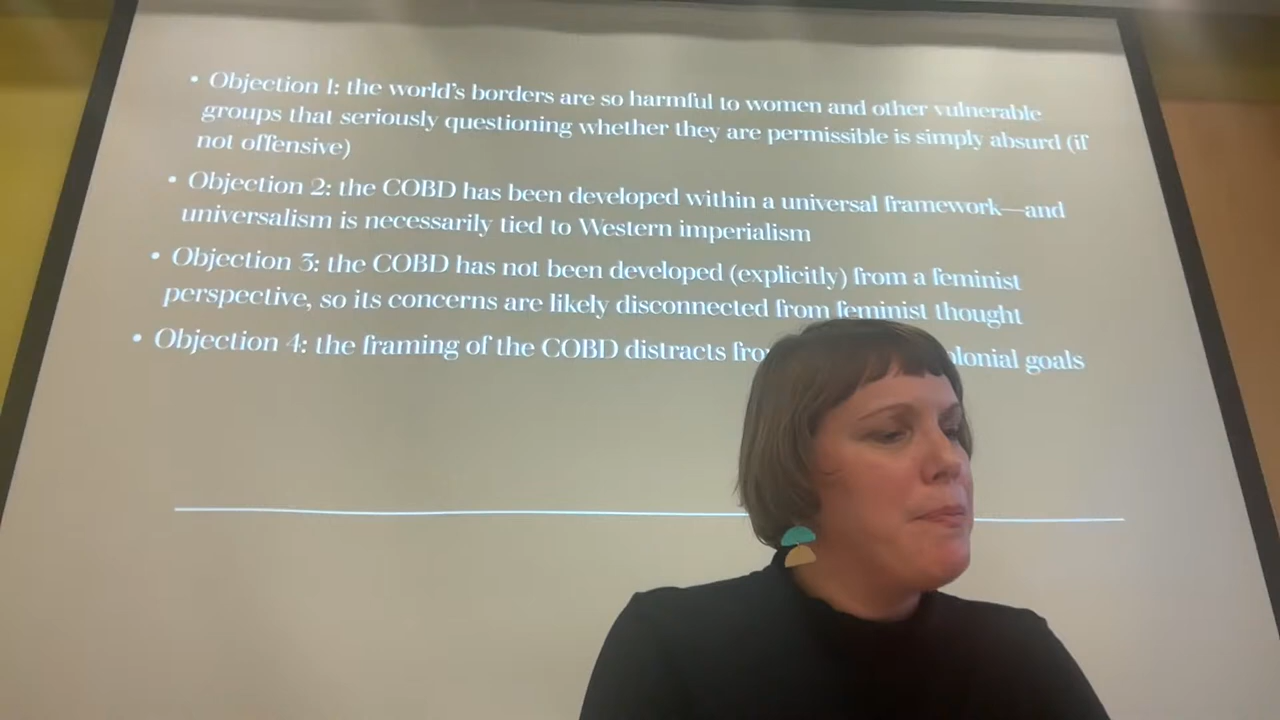 • Objection 1: the world's borders are so harmful to women and other vulnerable
groups that seriously questioning whether they are permissible is simply absurd (if
not offensive)
• Objection 2: the COBD has been developed within a universal framework—and
universalism is necessarily tied to Western imperialism
• Objection 3: the COBD has not been developed (explicitly) from a feminist
perspective, so its concerns are likely disconnected from feminist thought
• Objection 4: the framing of the COBD distracts goals